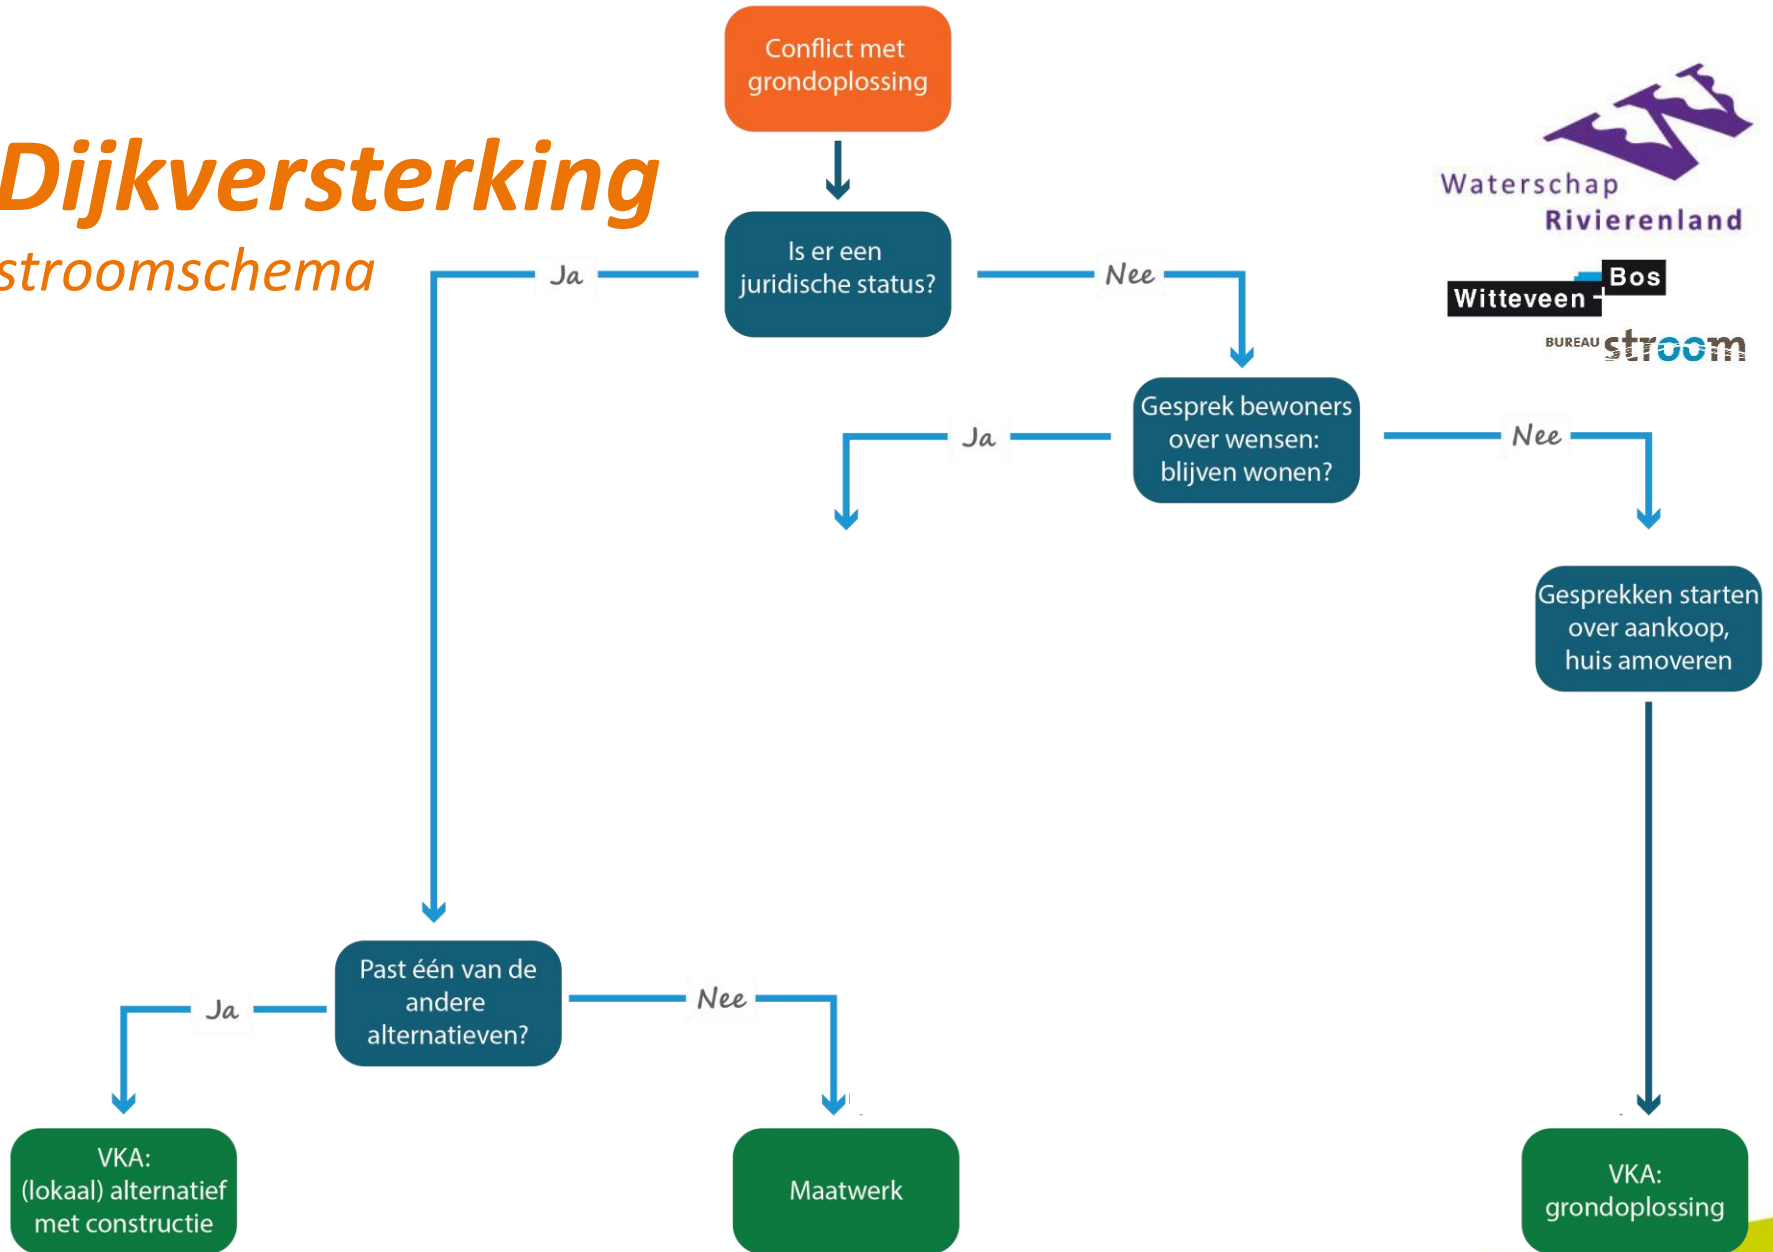 Conflict met
grondoplossing
Dijkversterking
stroomschema
Waterschap
Rivierenland
Witteveen
Bos
BUREAU stroom
Is er een
juridische status?
Ja
Nee
Gesprek bewoners
over wensen:
blijven wonen?
Ja
Nee
Gesprekken starten
over aankoop,
huis amoveren
Past één van de
andere
alternatieven?
Ja
Nee
VKA:
(lokaal) alternatief
met constructie
Maatwerk
VKA:
grondoplossing